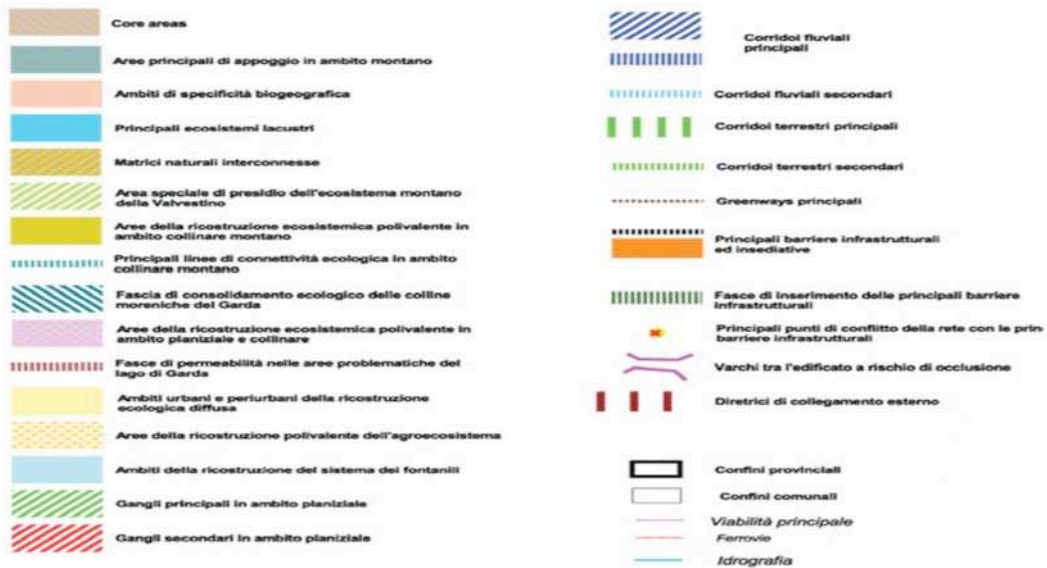 Core areas
Aree principali di appoggio in ambito montano
Ambiti di specificità biogeografica
Principali ecosistemi lacustri
Matrici naturali interconnesse
Area speciale di presidio dell'ecosistema montano
della Valvestino
Aree della ricostruzione ecosistemica polivalente in
ambito collinare montano
Principali linee di connettività ecologica in ambito
collinare montano
Fascia di consolidamento ecologico delle colline
moreniche del Garda
Aree della ricostruzione ecosistemica polivalente in
ambito planiziale e collinare
Fasce di permeabilità nelle aree problematiche del
lago di Garda
Ambiti urbani e periurbani della ricostruzione
ecologica diffusa
Aree della ricostruzione polivalente dell'agroecosistema
Ambiti della ricostruzione del sistema dei fontanili
Gangli principali in ambito planiziale
Gangli secondari in ambito planiziale
Corridoi fluviali
principali
Corridoi fluviali secondari
Corridoi terrestri principali
Corridoi terrestri secondari
Greenways principali
Principali barriere infrastrutturali
ed insediative
Fasce di inserimento delle principali barriere
infrastrutturali
Principali punti di conflitto della rete con le prin
barriere infrastrutturali
Varchi tra l'edificato a rischio di occlusione
Direttrici di collegamento esterno
Confini provinciali
Confini comunali
Viabilità principale
Ferrovie
Idrografia